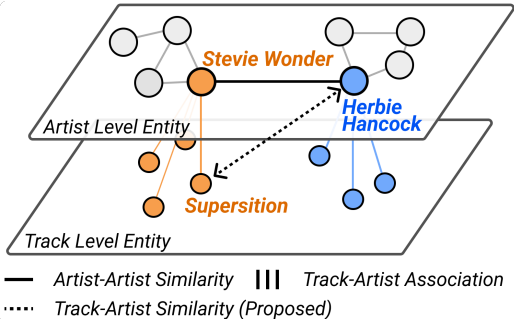 Stevie Wonder
Herbie
Hancock
Artist Level Entity
Supersition
Track Level Entity
Artist-Artist Similarity
Track-Artist Association
Track-Artist Similarity (Proposed)